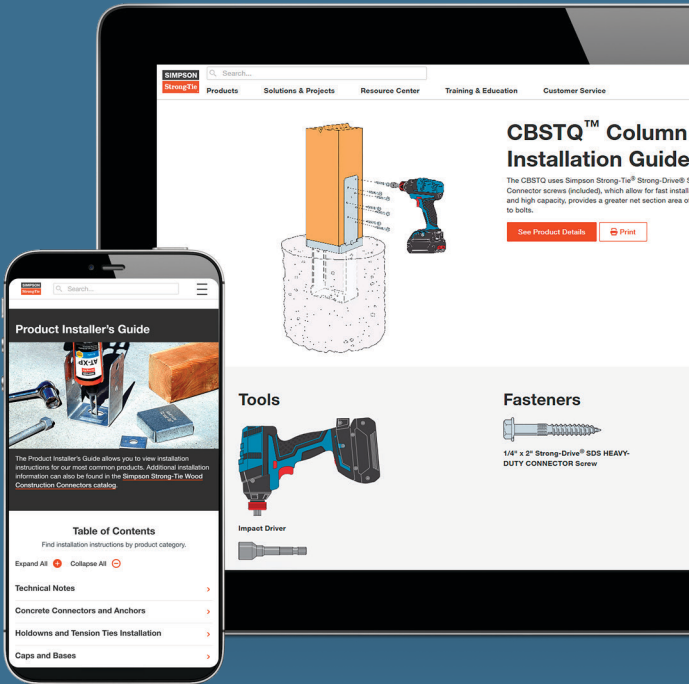 SIMPSON
Strong-Tie
Search...
Products
Solutions & Projects
Resource Center
Training & Education
Customer Service
CBSTQ™ Column
Installation Guide
The CBSTQ uses Simpson Strong-Tie® Strong-Drive® S
Connector screws (included), which allow for fast install
and high capacity, provides a greater net section area o
to bolts.
See Product Details
Print
Tools
Impact Driver
Fasteners
1/4" x 2" Strong-Drive® SDS HEAVY-
DUTY CONNECTOR Screw
SIMPSON
Strong-Tie
Search...
Product Installer's Guide
AT-XP
The Product Installer's Guide allows you to view installation
instructions for our most common products. Additional installation
information can also be found in the Simpson Strong-Tie Wood
Construction Connectors catalog.
Table of Contents
Find installation instructions by product category.
Expand All
Collapse All
Technical Notes
Concrete Connectors and Anchors
Holdowns and Tension Ties Installation
Caps and Bases